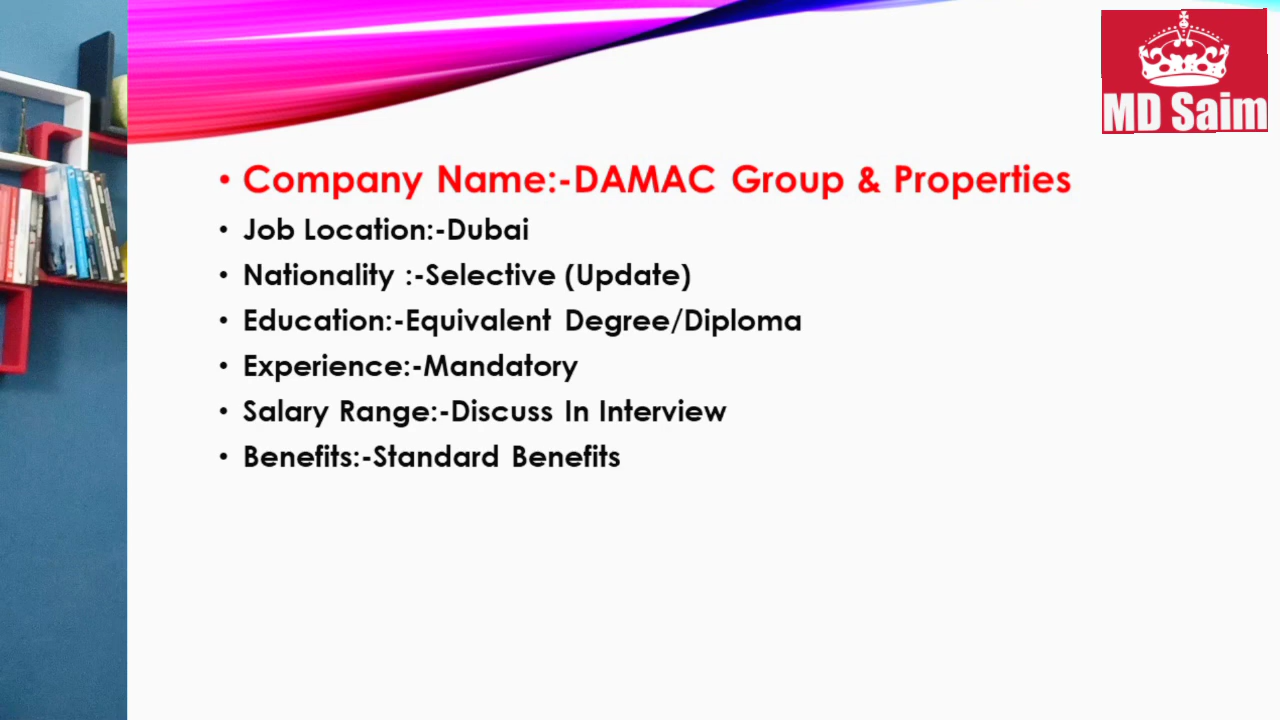 MD Saim
• Company Name:-DAMAC Group & Properties
• Job Location:-Dubai
• Nationality :-Selective (Update)
• Education:-Equivalent Degree/Diploma
• Experience:-Mandatory
• Salary Range:-Discuss In Interview
• Benefits:-Standard Benefits